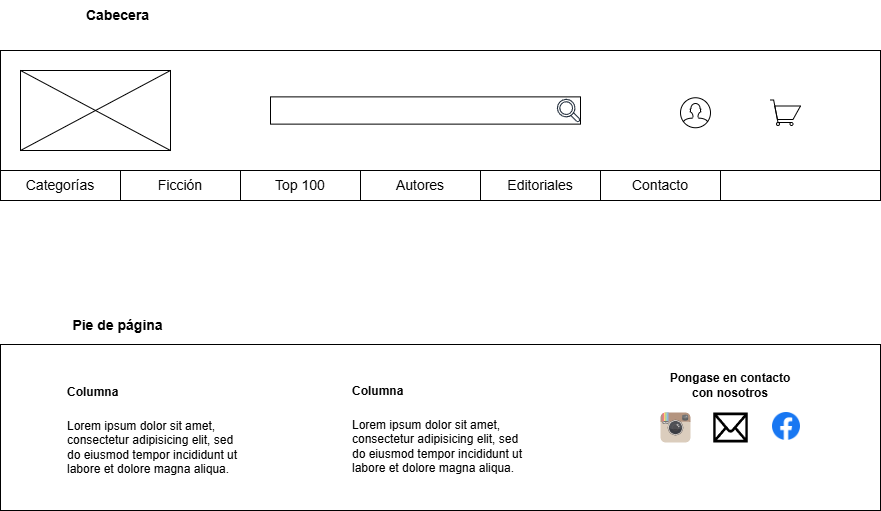 Cabecera
Categorías
Ficción
Top 100
Autores
Editoriales
Contacto
Pie de página
Columna
Lorem ipsum dolor sit amet,
consectetur adipisicing elit, sed
do eiusmod tempor incididunt ut
labore et dolore magna aliqua.
Columna
Lorem ipsum dolor sit amet,
consectetur adipisicing elit, sed
do eiusmod tempor incididunt ut
labore et dolore magna aliqua.
Pongase en contacto
con nosotros